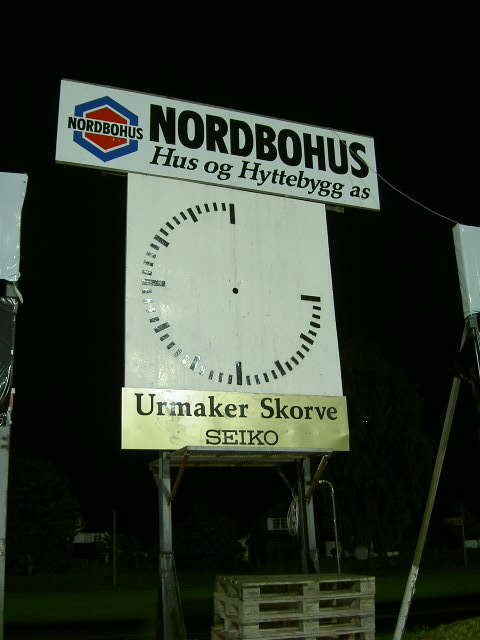 NORDBOHUS
NORDBOHUS
Hus og Hyttebygg as
Urmaker Skorve
SEIKO